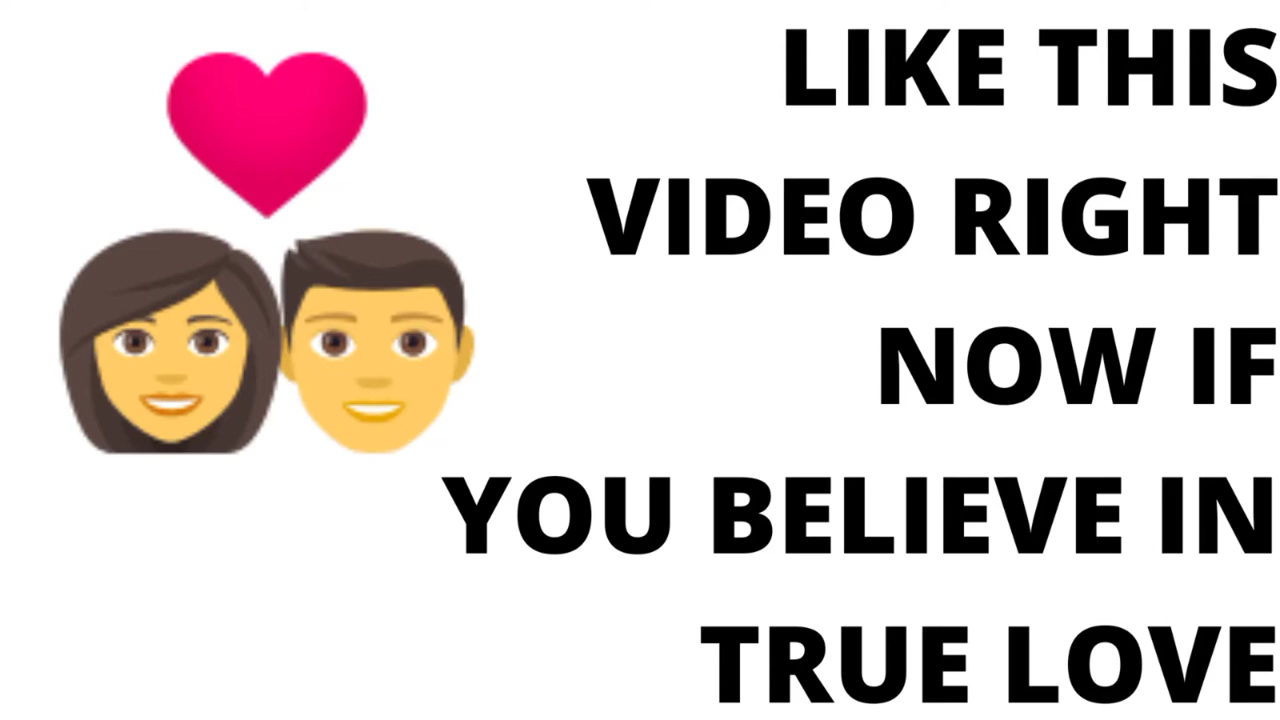 LIKE THIS
VIDEO RIGHT
NOW IF
YOU BELIEVE IN
TRUE LOVE